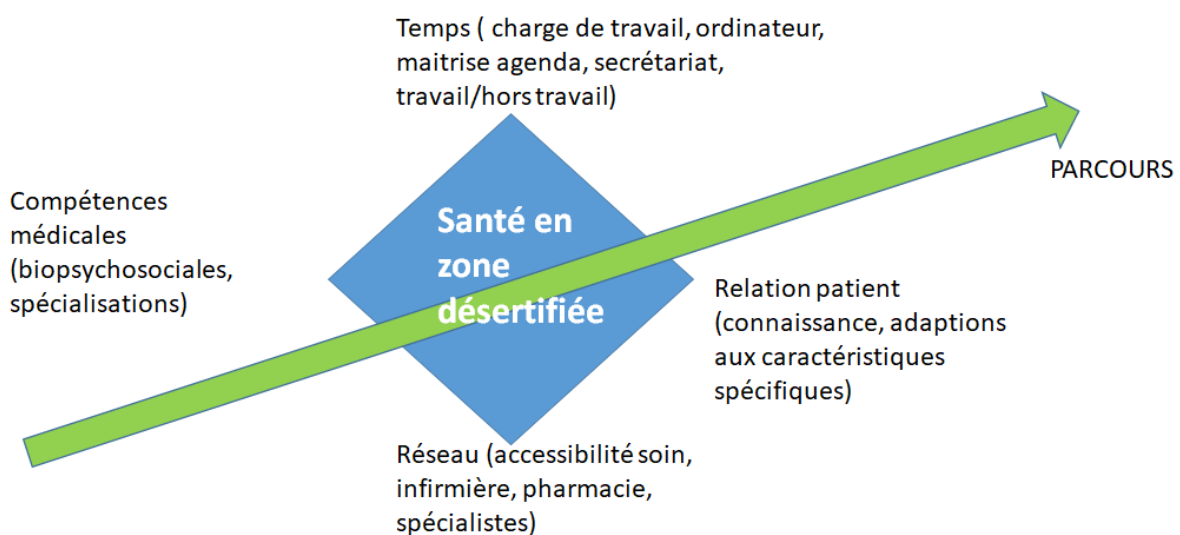 Temps ( charge de travail, ordinateur,
maitrise agenda, secrétariat,
travail/hors travail)
PARCOURS
Compétences
médicales
(biopsychosociales,
spécialisations)
Santé en
zone
désertifiée
Relation patient
(connaissance, adaptions
aux caractéristiques
spécifiques)
Réseau (accessibilité soin,
infirmière, pharmacie,
spécialistes)